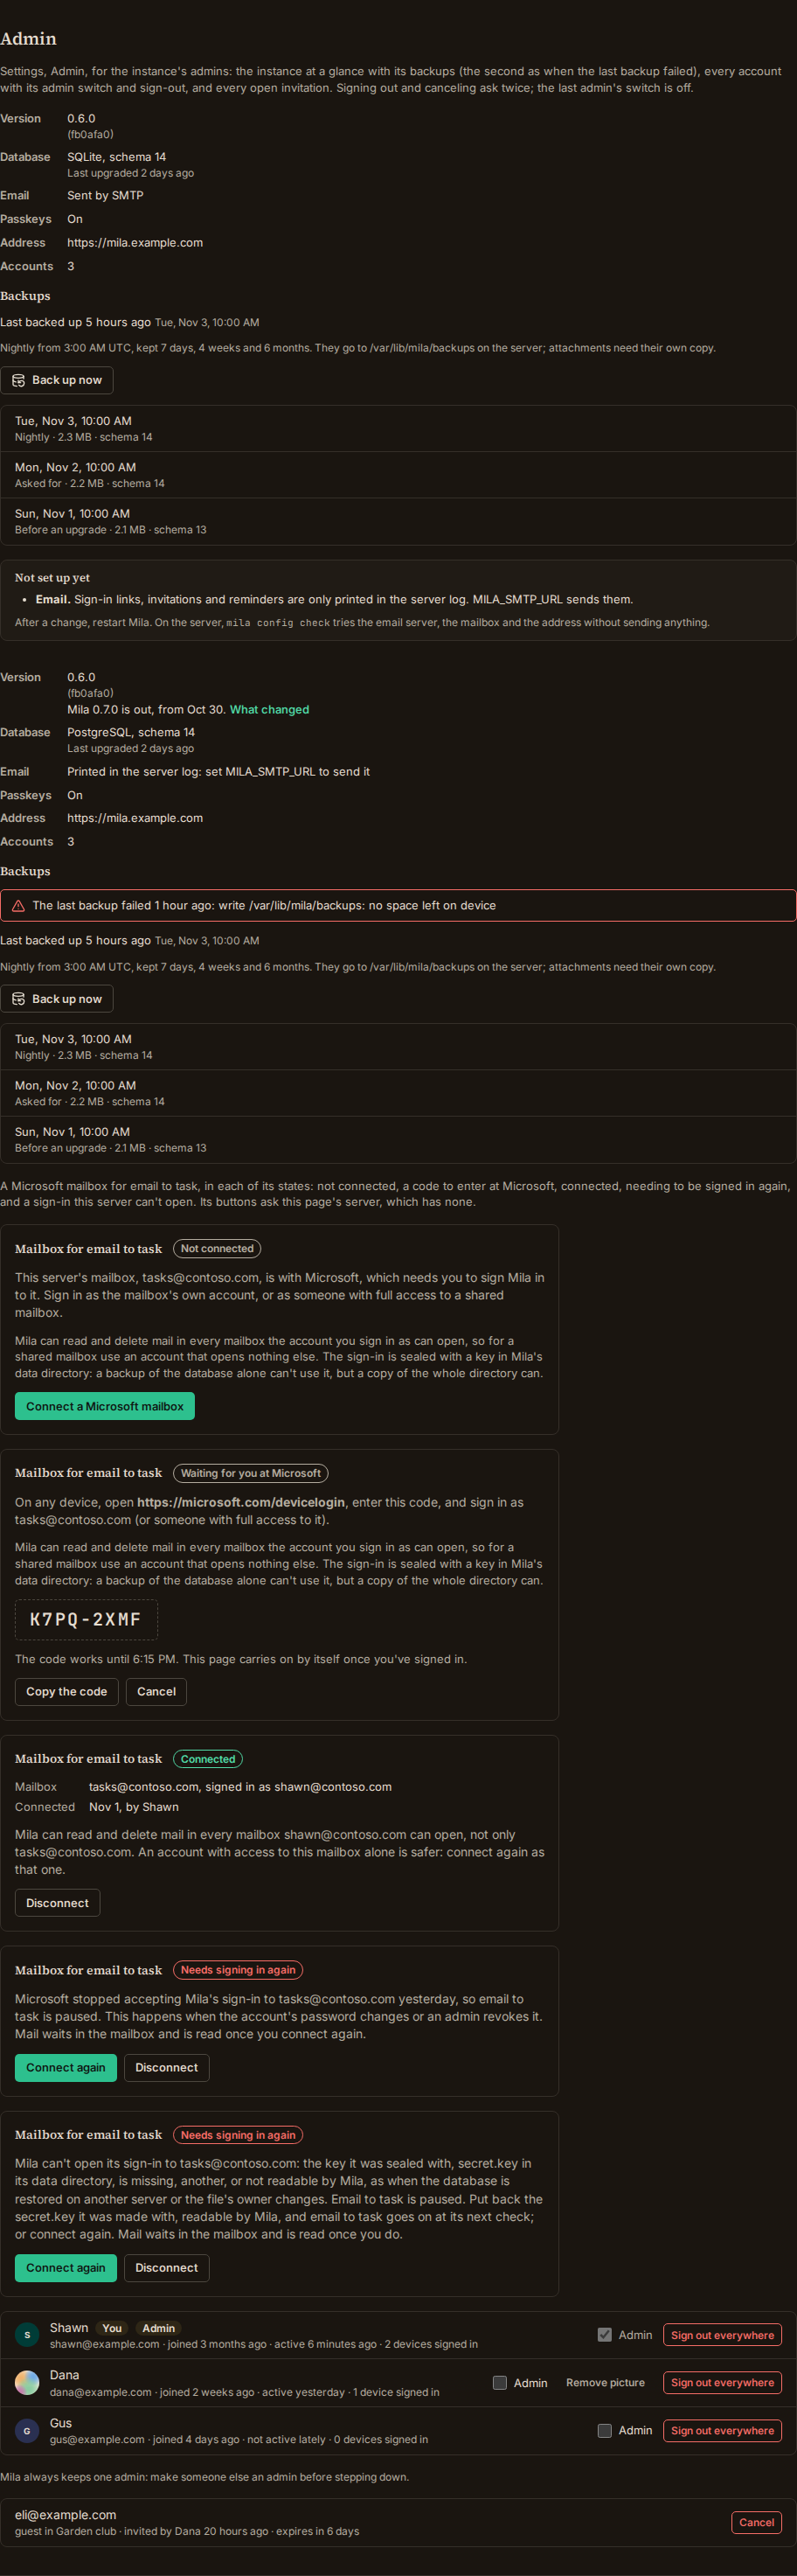 Admin
Settings, Admin, for the instance's admins: the instance at a glance with its backups (the second as when the last backup failed), every account
with its admin switch and sign-out, and every open invitation. Signing out and canceling ask twice; the last admin's switch is off.
Version 0.6.0
(fb0afa0)
Database SQLite, schema 14
Last upgraded 2 days ago
Email Sent by SMTP
Passkeys On
Address https://mila.example.com
Accounts 3
Backups
Last backed up 5 hours ago Tue, Nov 3, 10:00 AM
Nightly from 3:00 AM UTC, kept 7 days, 4 weeks and 6 months. They go to /var/lib/mila/backups on the server; attachments need their own copy.
Back up now
Tue, Nov 3, 10:00 AM
Nightly · 2.3 MB · schema 14
Mon, Nov 2, 10:00 AM
Asked for · 2.2 MB · schema 14
Sun, Nov 1, 10:00 AM
Before an upgrade · 2.1 MB · schema 13
Not set up yet
• Email. Sign-in links, invitations and reminders are only printed in the server log. MILA_SMTP_URL sends them.
After a change, restart Mila. On the server, mila config check tries the email server, the mailbox and the address without sending anything.
Version 0.6.0
(fb0afa0)
Mila 0.7.0 is out, from Oct 30. What changed
Database PostgreSQL, schema 14
Last upgraded 2 days ago
Email Printed in the server log: set MILA_SMTP_URL to send it
Passkeys On
Address https://mila.example.com
Accounts 3
Backups
The last backup failed 1 hour ago: write /var/lib/mila/backups: no space left on device
Last backed up 5 hours ago Tue, Nov 3, 10:00 AM
Nightly from 3:00 AM UTC, kept 7 days, 4 weeks and 6 months. They go to /var/lib/mila/backups on the server; attachments need their own copy.
Back up now
Tue, Nov 3, 10:00 AM
Nightly · 2.3 MB · schema 14
Mon, Nov 2, 10:00 AM
Asked for · 2.2 MB · schema 14
Sun, Nov 1, 10:00 AM
Before an upgrade · 2.1 MB · schema 13
A Microsoft mailbox for email to task, in each of its states: not connected, a code to enter at Microsoft, connected, needing to be signed in again,
and a sign-in this server can't open. Its buttons ask this page's server, which has none.
Mailbox for email to task Not connected
This server's mailbox, tasks@contoso.com, is with Microsoft, which needs you to sign Mila in
to it. Sign in as the mailbox's own account, or as someone with full access to a shared
mailbox.
Mila can read and delete mail in every mailbox the account you sign in as can open, so for a
shared mailbox use an account that opens nothing else. The sign-in is sealed with a key in Mila's
data directory: a backup of the database alone can't use it, but a copy of the whole directory can.
Connect a Microsoft mailbox
Mailbox for email to task Waiting for you at Microsoft
On any device, open https://microsoft.com/devicelogin, enter this code, and sign in as
tasks@contoso.com (or someone with full access to it).
Mila can read and delete mail in every mailbox the account you sign in as can open, so for a
shared mailbox use an account that opens nothing else. The sign-in is sealed with a key in Mila's
data directory: a backup of the database alone can't use it, but a copy of the whole directory can.
K7PQ-2XMF
The code works until 6:15 PM. This page carries on by itself once you've signed in.
Copy the code Cancel
Mailbox for email to task Connected
Mailbox tasks@contoso.com, signed in as shawn@contoso.com
Connected Nov 1, by Shawn
Mila can read and delete mail in every mailbox shawn@contoso.com can open, not only
tasks@contoso.com. An account with access to this mailbox alone is safer: connect again as
that one.
Disconnect
Mailbox for email to task Needs signing in again
Microsoft stopped accepting Mila's sign-in to tasks@contoso.com yesterday, so email to
task is paused. This happens when the account's password changes or an admin revokes it.
Mail waits in the mailbox and is read once you connect again.
Connect again Disconnect
Mailbox for email to task Needs signing in again
Mila can't open its sign-in to tasks@contoso.com: the key it was sealed with, secret.key in
its data directory, is missing, another, or not readable by Mila, as when the database is
restored on another server or the file's owner changes. Email to task is paused. Put back the
secret.key it was made with, readable by Mila, and email to task goes on at its next check;
or connect again. Mail waits in the mailbox and is read once you do.
Connect again Disconnect
S Shawn You Admin Admin Sign out everywhere
shawn@example.com · joined 3 months ago · active 6 minutes ago · 2 devices signed in
Dana Admin Remove picture Sign out everywhere
dana@example.com · joined 2 weeks ago · active yesterday · 1 device signed in
G Gus Admin Sign out everywhere
gus@example.com · joined 4 days ago · not active lately · 0 devices signed in
Mila always keeps one admin: make someone else an admin before stepping down.
eli@example.com Cancel
guest in Garden club · invited by Dana 20 hours ago · expires in 6 days